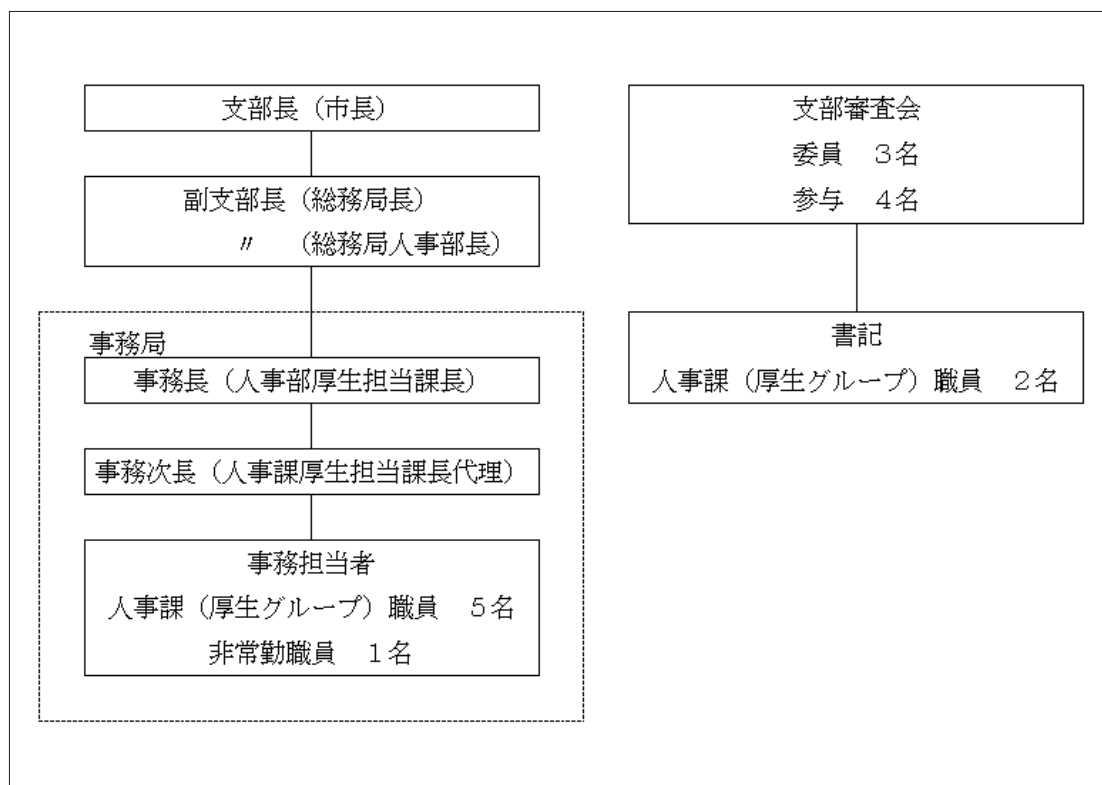 支部長（市長）
副支部長（総務局長）
〃　（総務局人事部長）
事務局
事務長（人事部厚生担当課長）
事務次長（人事課厚生担当課長代理）
事務担当者
人事課（厚生グループ）職員　５名
非常勤職員　１名
支部審査会
委員　３名
参与　４名
書記
人事課（厚生グループ）職員　２名